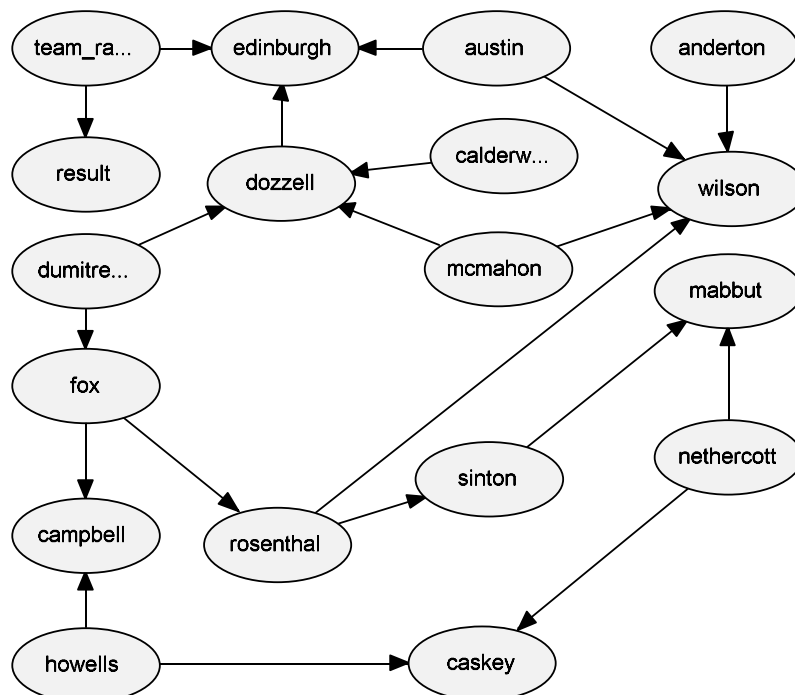 team_ra...
edinburgh
austin
anderton
result
dozzell
calderw...
wilson
dumitre...
mcmahon
mabbut
fox
sinton
nethercott
campbell
rosenthal
howells
caskey